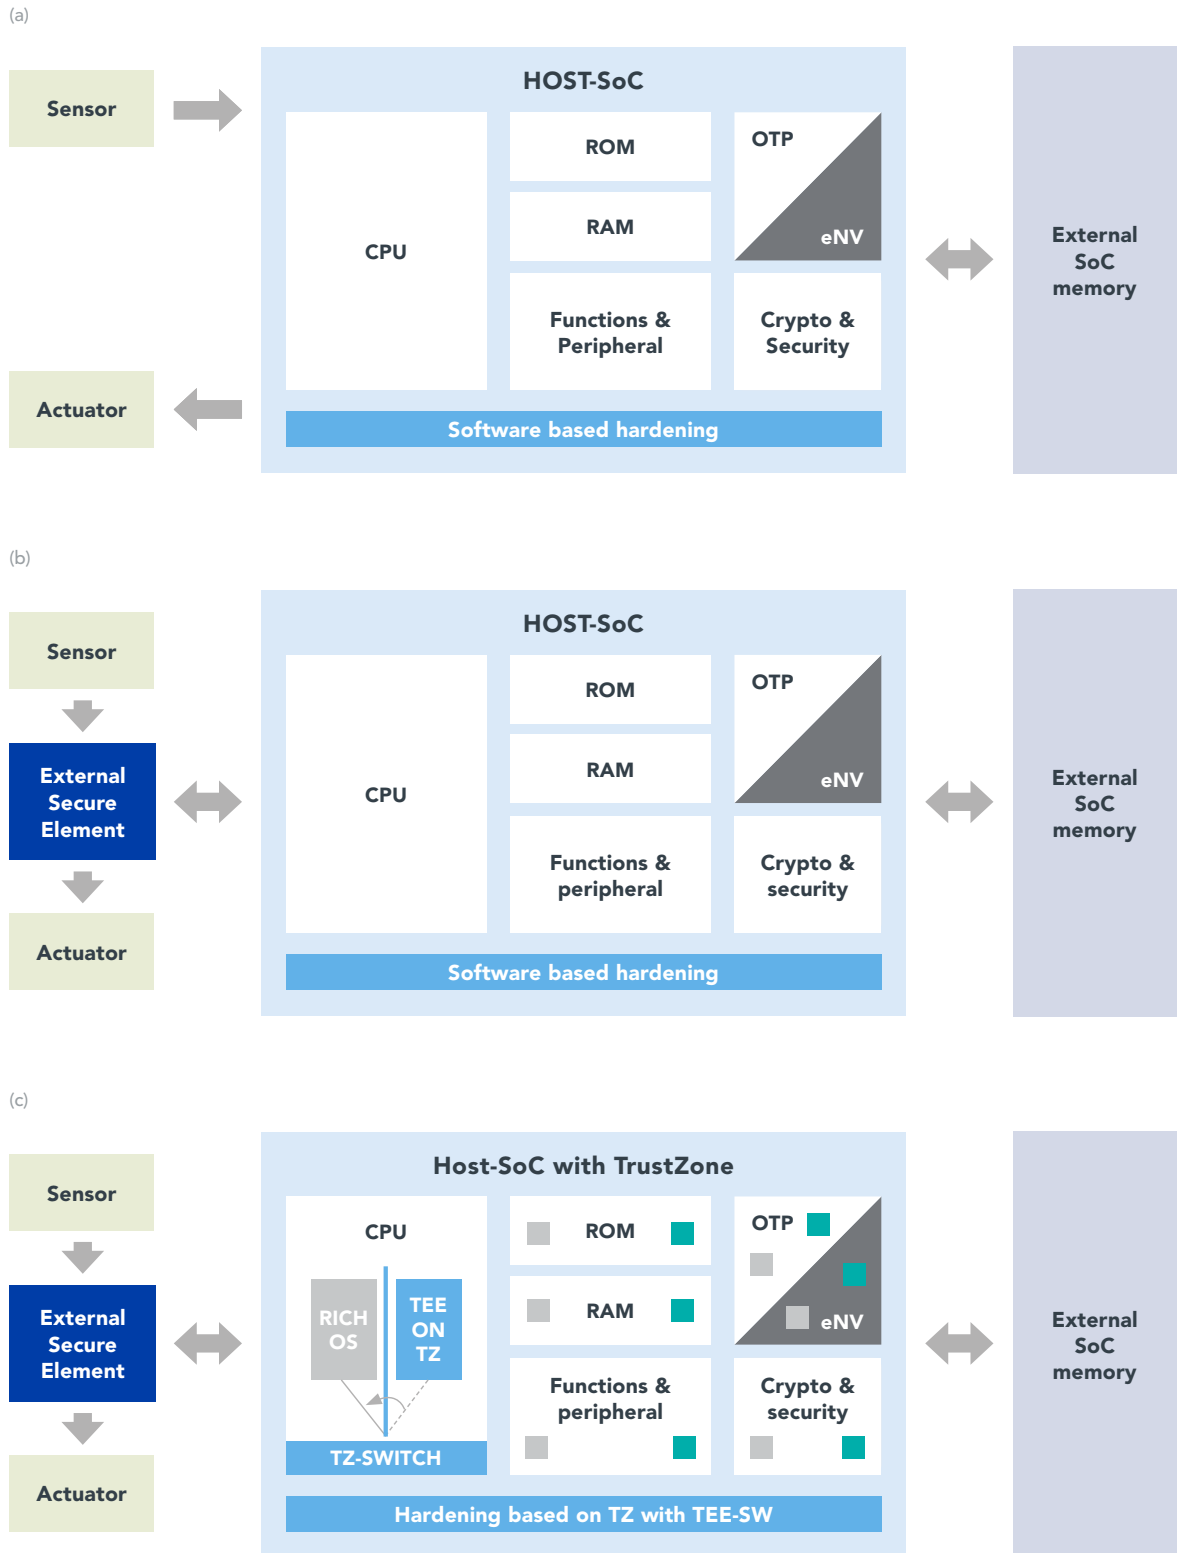 (a)
HOST-SoC
Sensor
ROM
OTP
RAM
eNV
CPU
External
SoC
memory
Functions &
Peripheral
Crypto &
Security
Actuator
Software based hardening
(b)
HOST-SoC
Sensor
ROM
OTP
RAM
eNV
External
Secure
Element
CPU
External
SoC
memory
Functions &
peripheral
Crypto &
security
Actuator
Software based hardening
(c)
Host-SoC with TrustZone
Sensor
CPU
ROM
OTP
RAM
eNV
RICH
OS
TEE
ON
TZ
External
Secure
Element
External
SoC
memory
Functions &
peripheral
Crypto &
security
TZ-SWITCH
Actuator
Hardening based on TZ with TEE-SW